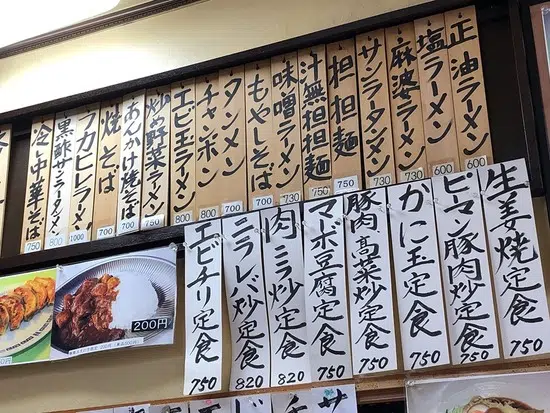 正油ラーメン 600
塩ラーメン 600
麻婆ラーメン 730
サンラータンメン 730
担担麺 750
汁無担担麺 750
味噌ラーメン 730
もやしそば 700
タンメン 700
チャンポン 800
エビ玉ラーメン 800
炒め野菜ラーメン 750
あんかけ焼そば 700
焼そば 700
フカヒレラーメン 1000
黒酢サンラータンメン 800
冷し中華そば 750
生姜焼定食 750
ピーマン豚肉炒定食 750
かに玉定食 750
豚肉高菜炒定食 750
マーボ豆腐定食 750
肉ニラ炒定食 820
ニラレバ炒定食 820
エビチリ定食 750
200円